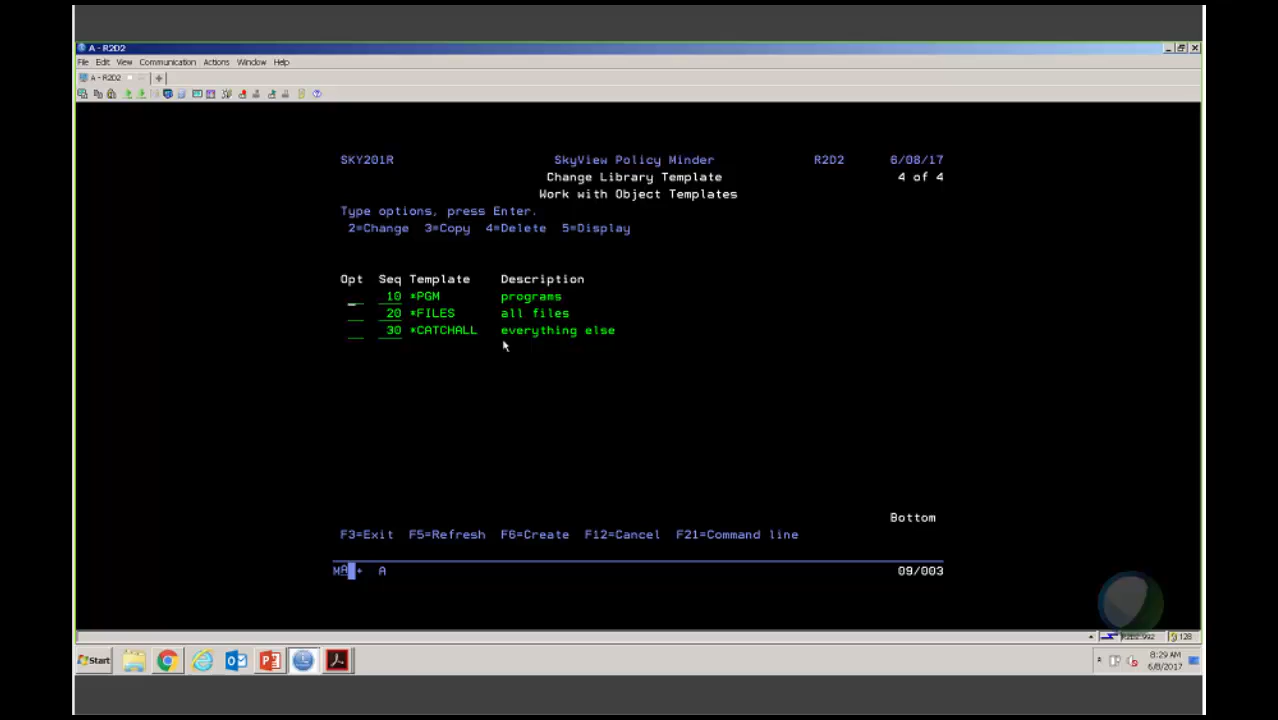 A - R2D2
File Edit View Communication Actions Window Help
A - R2D2
SKY201R SkyView Policy Minder R2D2 6/08/17
Change Library Template 4 of 4
Work with Object Templates
Type options, press Enter.
2=Change 3=Copy 4=Delete 5=Display
Opt Seq Template Description
10 *PGM programs
20 *FILES all files
30 *CATCHALL everything else
Bottom
F3=Exit F5=Refresh F6=Create F12=Cancel F21=Command line
MA + A 09/003
128
Start 8:29 AM
6/8/2017